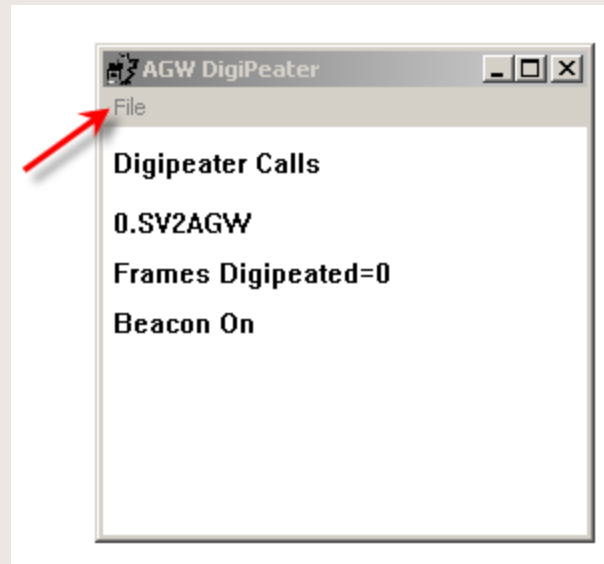 AGW DigiPeater
File
Digipeater Calls
0.SV2AGW
Frames Digipeated=0
Beacon On